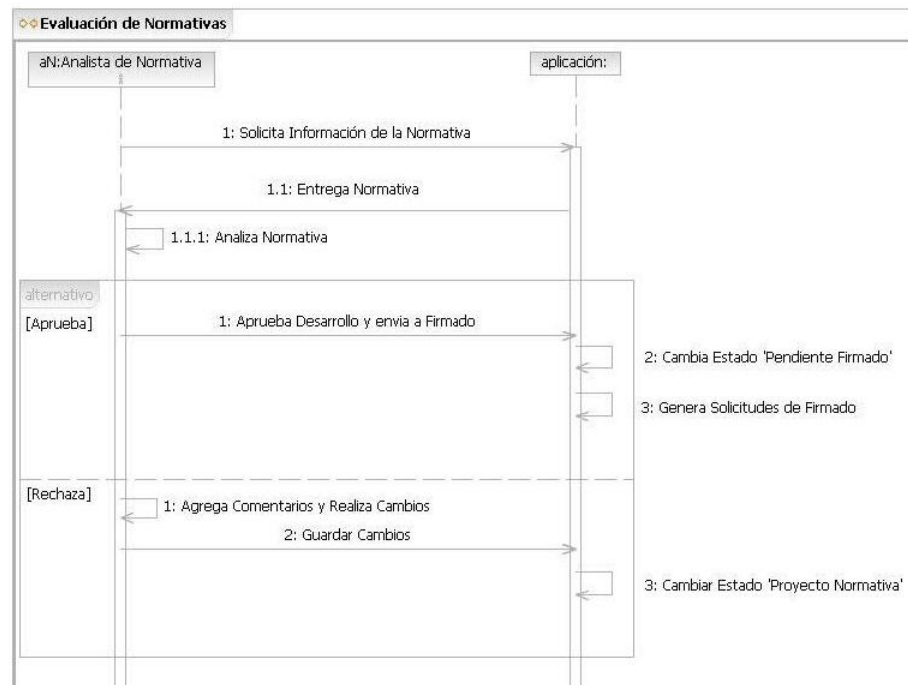 Evaluación de Normativas
aN:Analista de Normativa
aplicación:
1: Solicita Información de la Normativa
1.1: Entrega Normativa
1.1.1: Analiza Normativa
alternativo
[Aprueba]
1: Aprueba Desarrollo y envia a Firmado
2: Cambia Estado 'Pendiente Firmado'
3: Genera Solicitudes de Firmado
[Rechaza]
1: Agrega Comentarios y Realiza Cambios
2: Guardar Cambios
3: Cambiar Estado 'Proyecto Normativa'